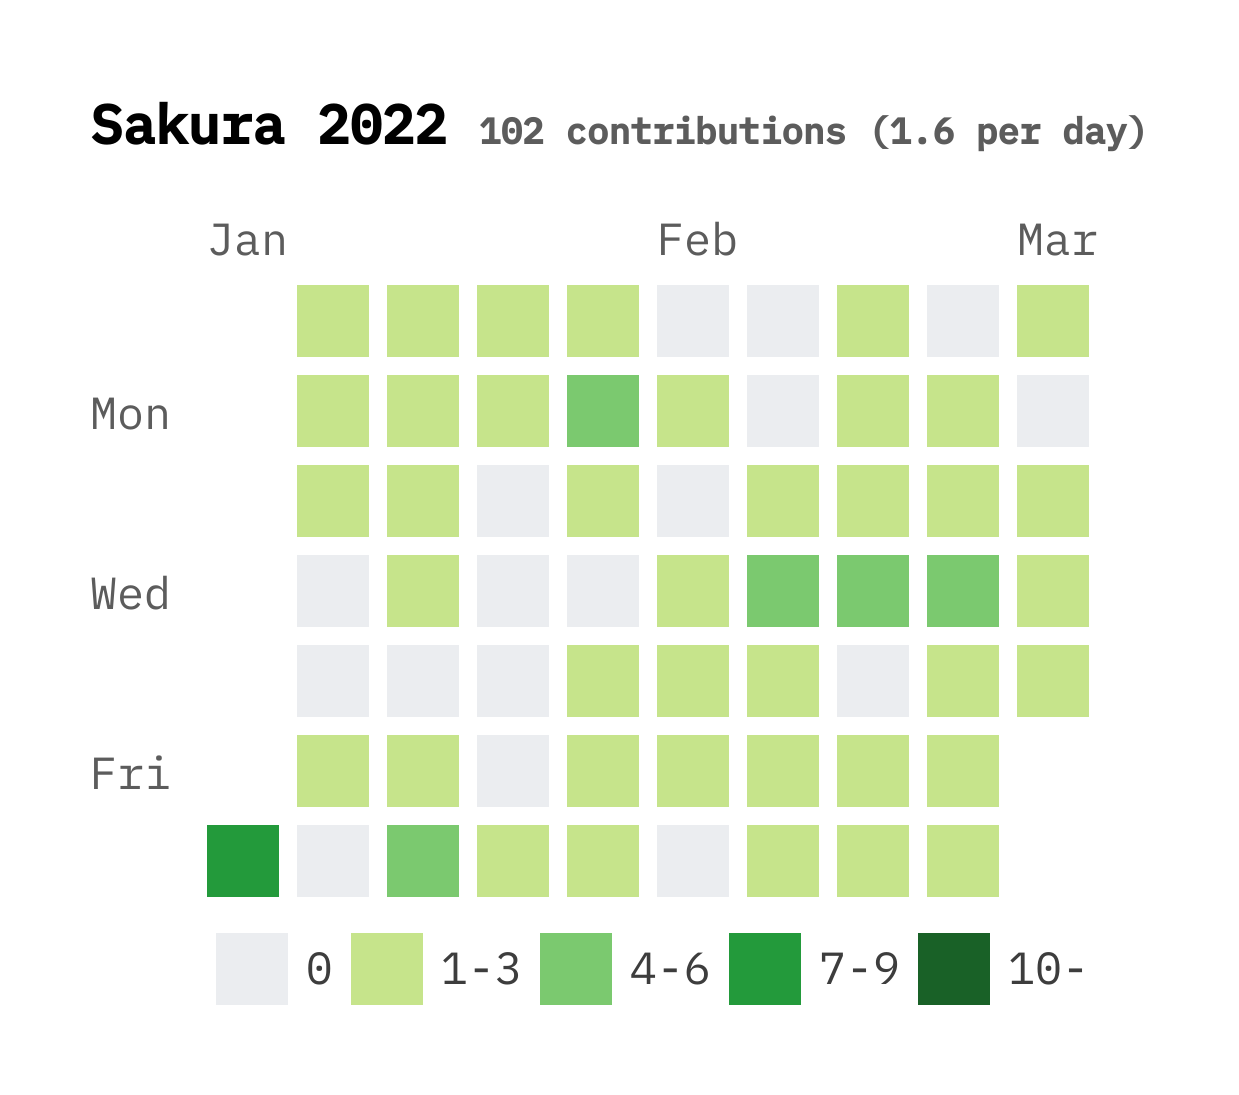 Sakura 2022 102 contributions (1.6 per day)
Jan Feb Mar
Mon
Wed
Fri
0 1-3 4-6 7-9 10-